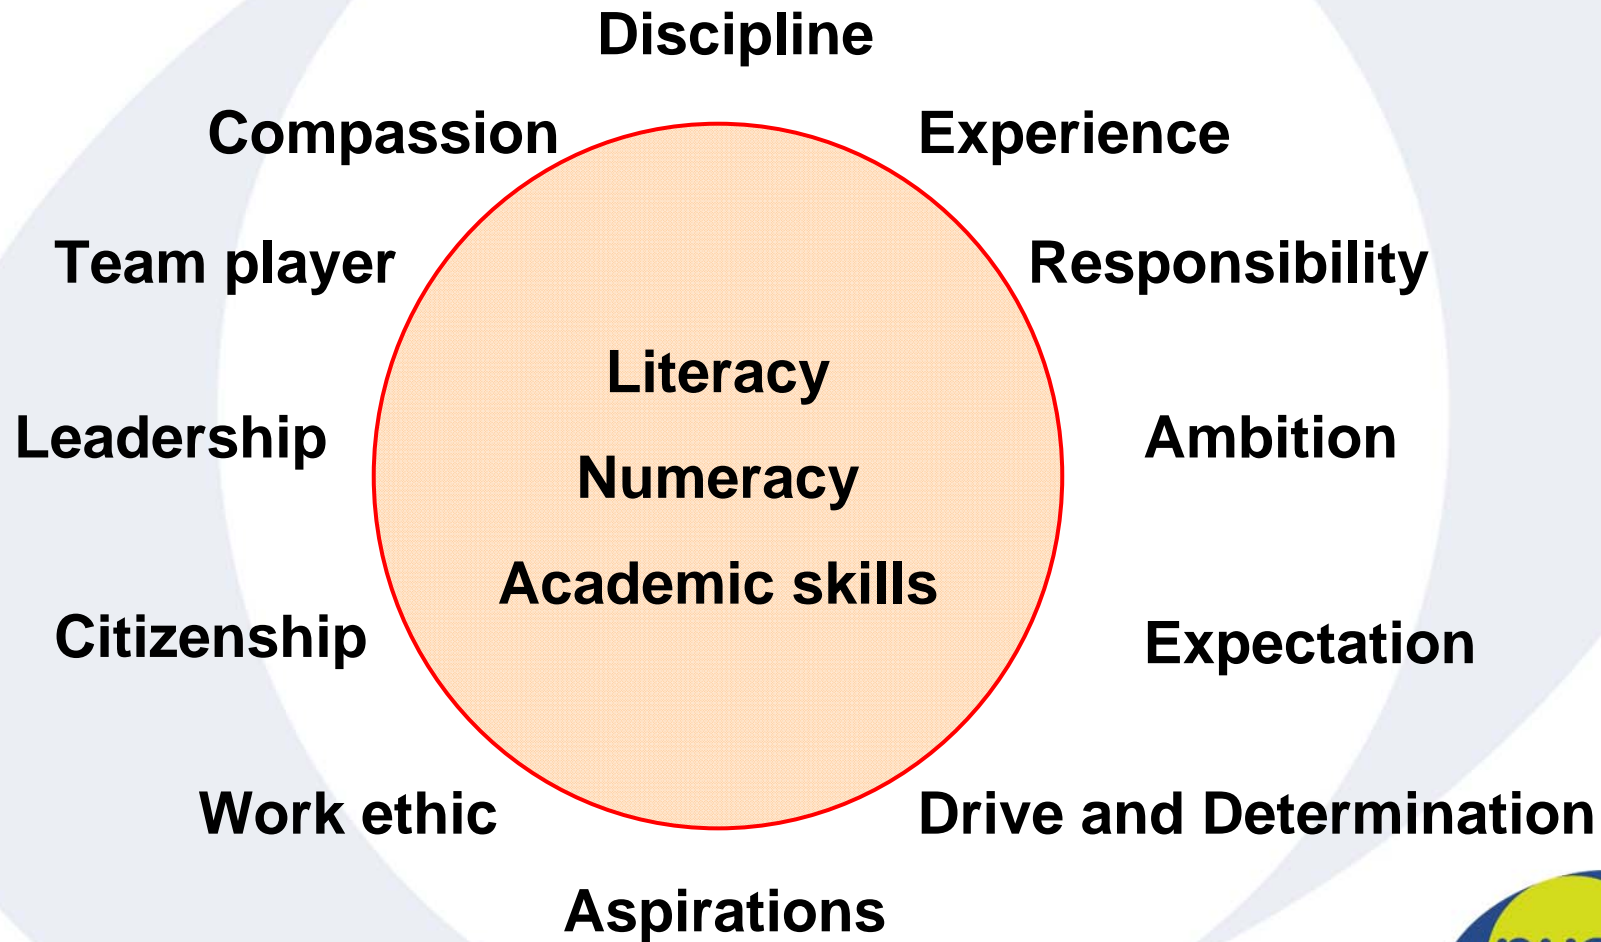 Discipline
Compassion
Experience
Team player
Responsibility
Literacy
Leadership
Ambition
Numeracy
Academic skills
Citizenship
Expectation
Work ethic
Drive and Determination
Aspirations